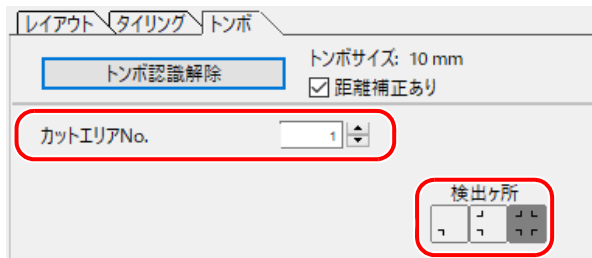 レイアウト タイリング トンボ
トンボ認識解除
トンボサイズ: 10 mm
距離補正あり
カットエリアNo. 1
検出ヶ所